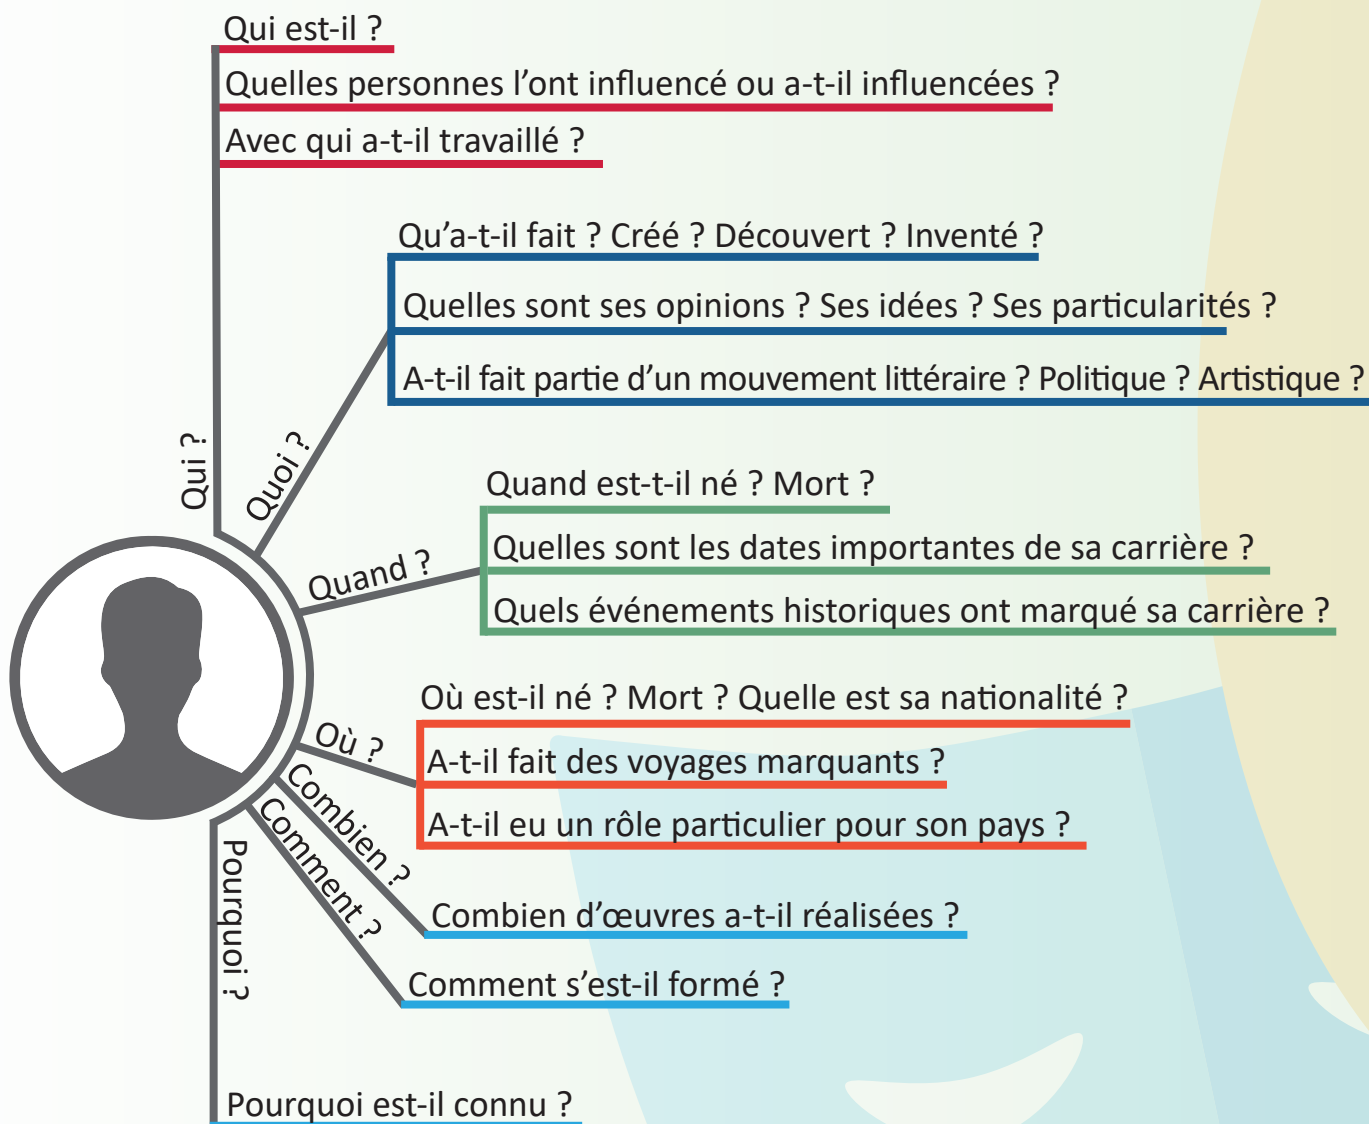 Qui est-il ?
Quelles personnes l'ont influencé ou a-t-il influencées ?
Avec qui a-t-il travaillé ?
Qui ?
Qu'a-t-il fait ? Créé ? Découvert ? Inventé ?
Quelles sont ses opinions ? Ses idées ? Ses particularités ?
A-t-il fait partie d'un mouvement littéraire ? Politique ? Artistique ?
Quoi ?
Quand est-t-il né ? Mort ?
Quelles sont les dates importantes de sa carrière ?
Quels événements historiques ont marqué sa carrière ?
Quand ?
Où est-il né ? Mort ? Quelle est sa nationalité ?
A-t-il fait des voyages marquants ?
A-t-il eu un rôle particulier pour son pays ?
Où ?
Combien ?
Combien d'œuvres a-t-il réalisées ?
Comment ?
Comment s'est-il formé ?
Pourquoi ?
Pourquoi est-il connu ?